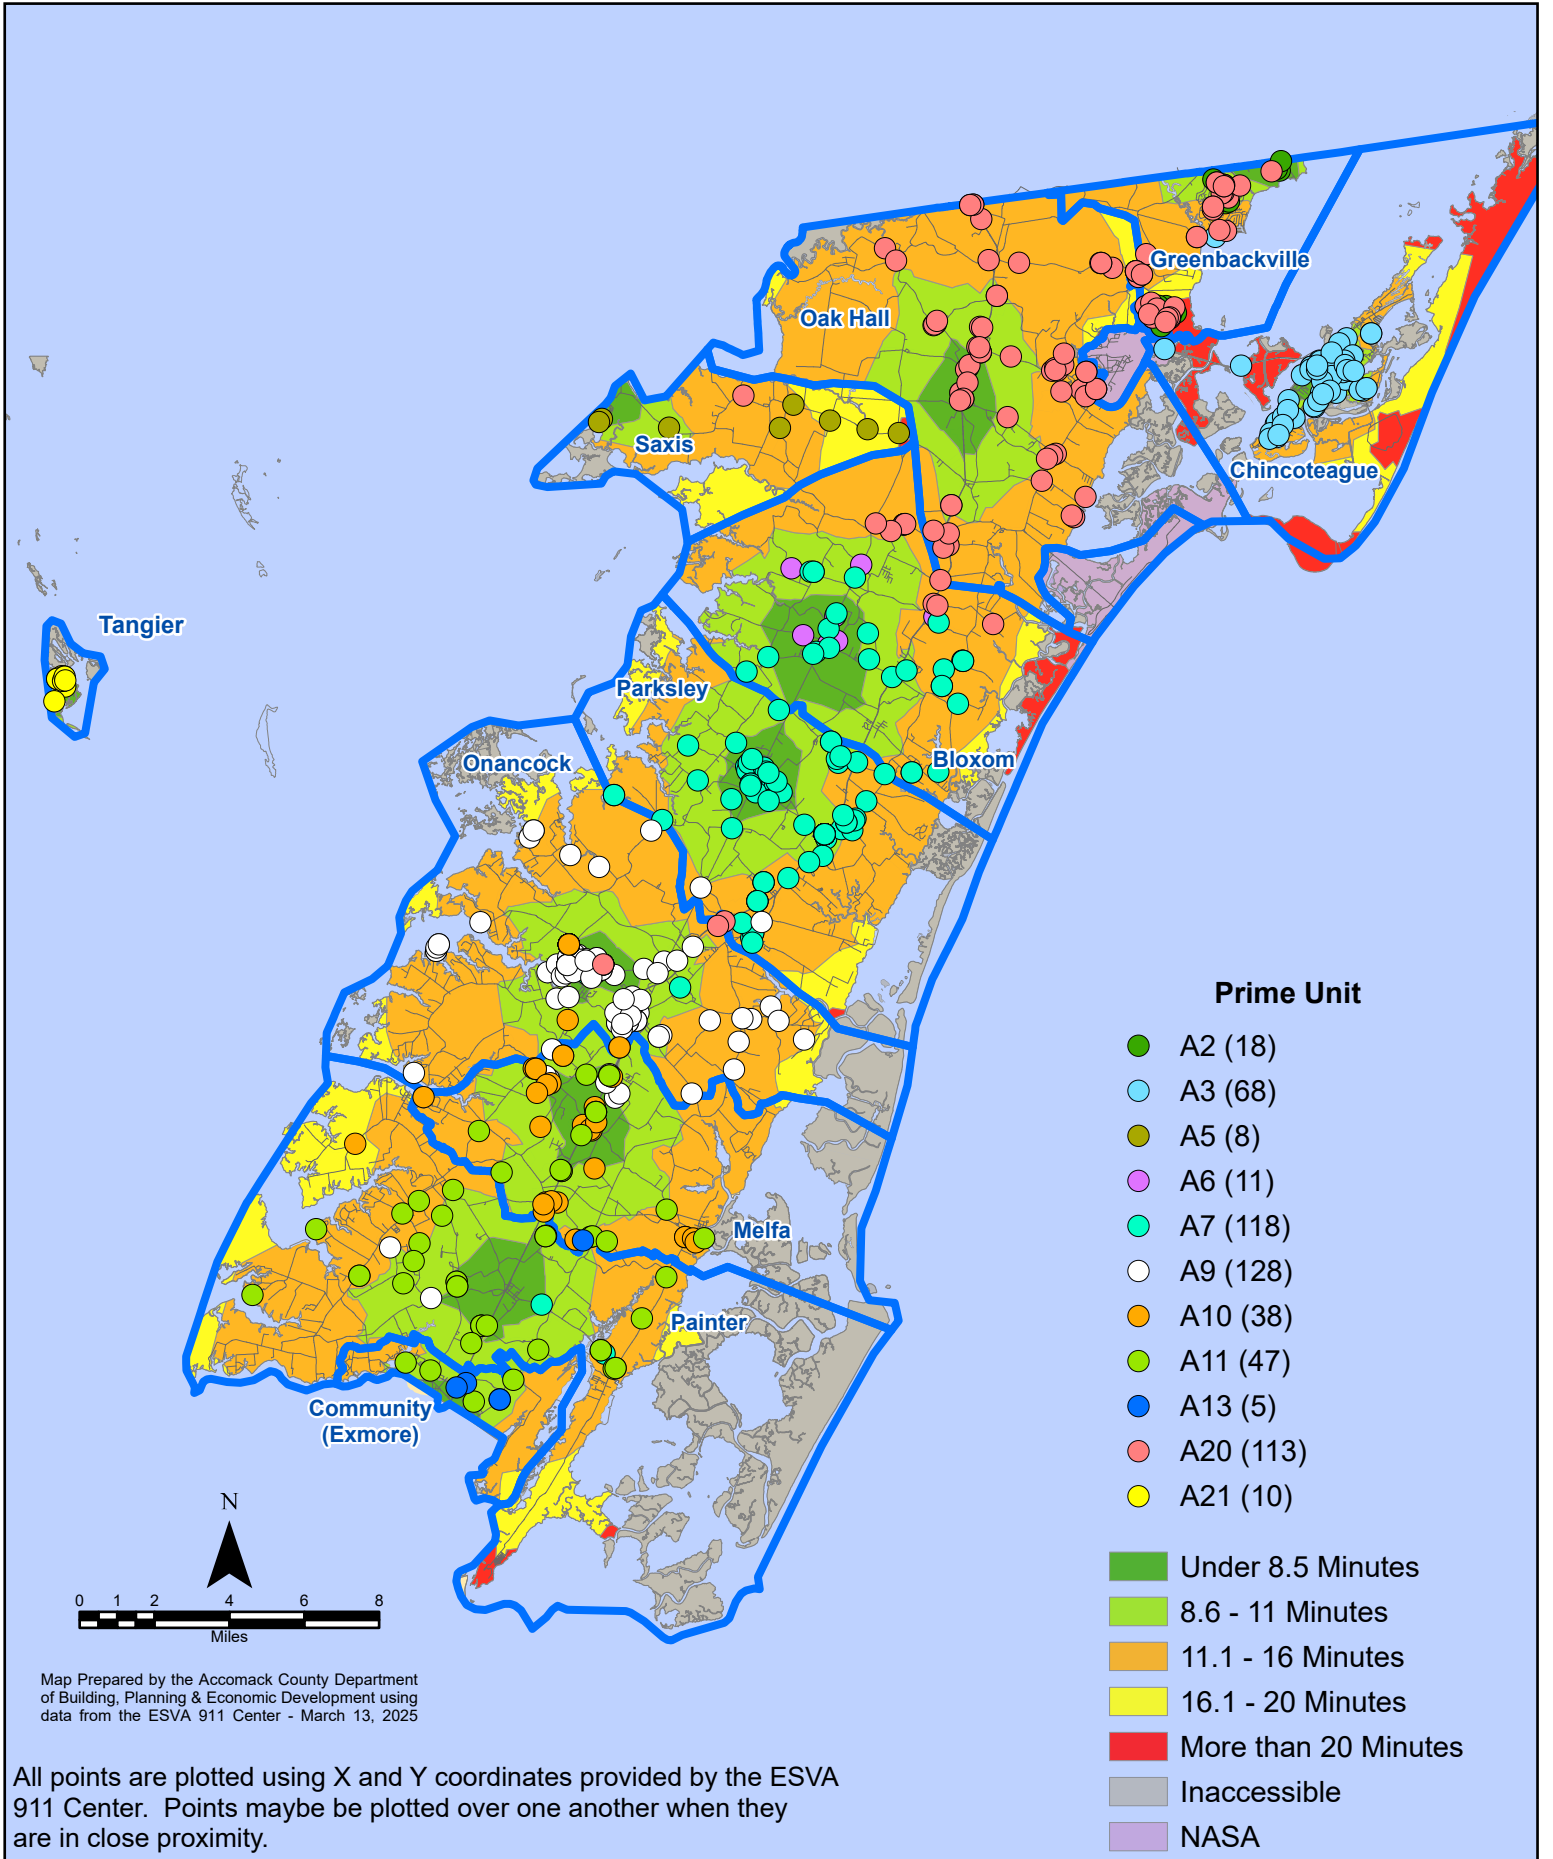 Greenbackville
Oak Hall
Saxis
Chincoteague
Tangier
Parksley
Onancock
Bloxom
Melfa
Painter
Community
(Exmore)
Prime Unit
A2 (18)
A3 (68)
A5 (8)
A6 (11)
A7 (118)
A9 (128)
A10 (38)
A11 (47)
A13 (5)
A20 (113)
A21 (10)
Under 8.5 Minutes
8.6 - 11 Minutes
11.1 - 16 Minutes
16.1 - 20 Minutes
More than 20 Minutes
Inaccessible
NASA
N
0 1 2 4 6 8
Miles
Map Prepared by the Accomack County Department
of Building, Planning & Economic Development using
data from the ESVA 911 Center - March 13, 2025
All points are plotted using X and Y coordinates provided by the ESVA
911 Center.  Points maybe be plotted over one another when they
are in close proximity.